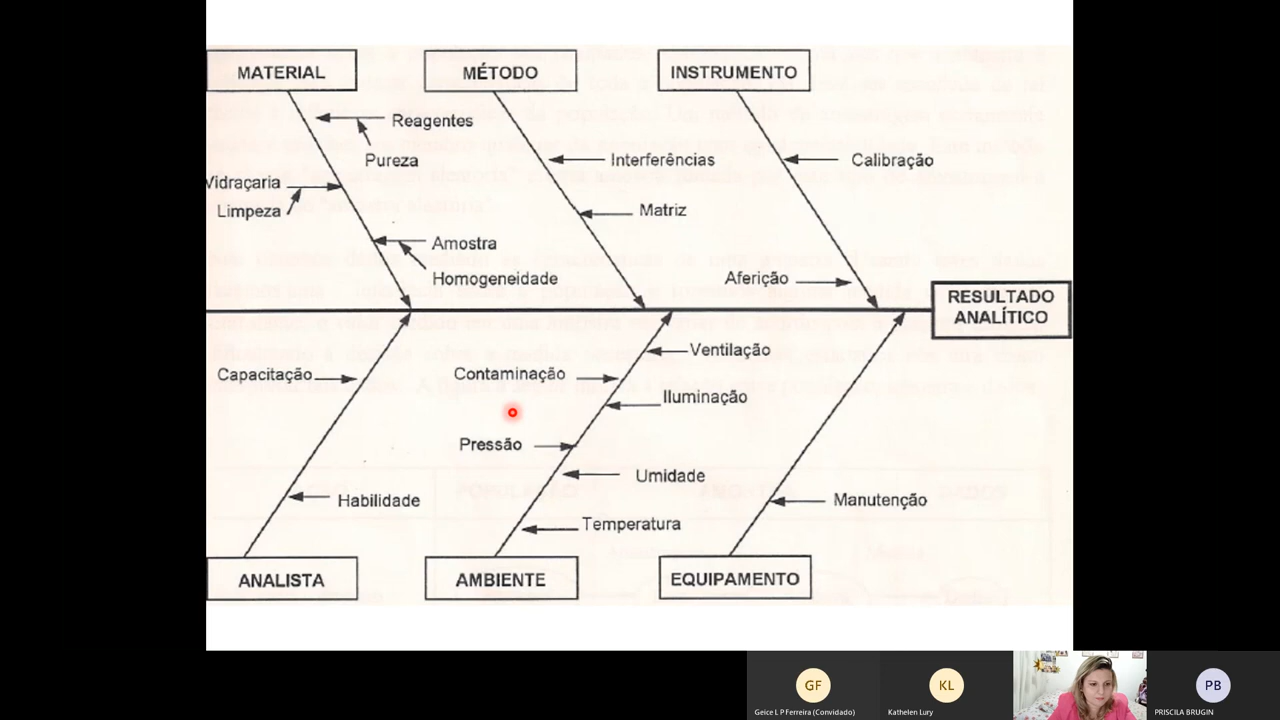 MATERIAL
MÉTODO
INSTRUMENTO
Reagentes
Pureza
Vidraçaria
Limpeza
Amostra
Homogeneidade
Interferências
Matriz
Calibração
Aferição
RESULTADO
ANALÍTICO
Capacitação
Habilidade
Ventilação
Contaminação
Iluminação
Pressão
Umidade
Temperatura
Manutenção
ANALISTA
AMBIENTE
EQUIPAMENTO
GF
KL
PB
Geice L P Ferreira (Convidado)
Kathelen Lury
PRISCILA BRUGIN